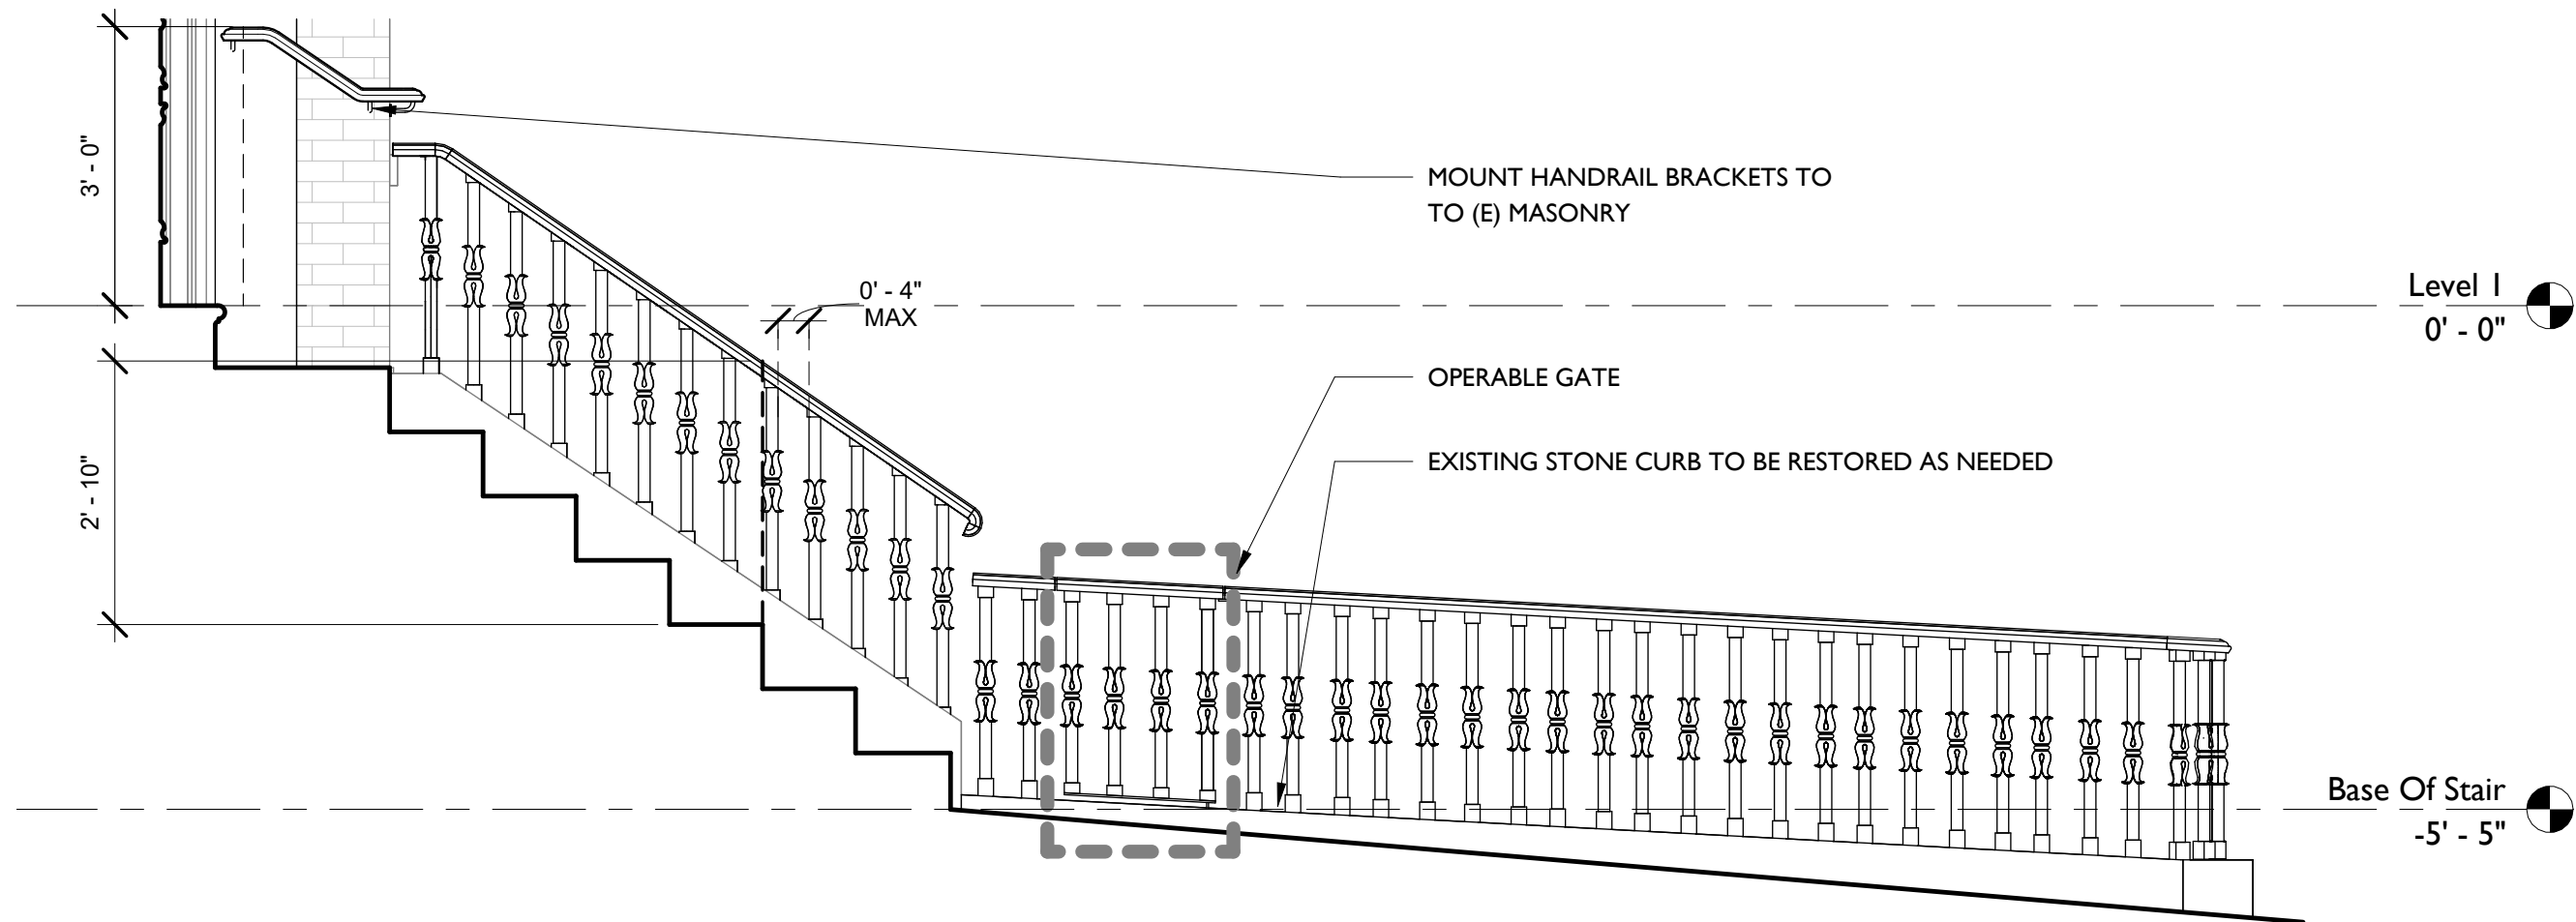 3' - 0"
MOUNT HANDRAIL BRACKETS TO
TO (E) MASONRY
0' - 4"
MAX
Level 1
0' - 0"
OPERABLE GATE
EXISTING STONE CURB TO BE RESTORED AS NEEDED
2' - 10"
Base Of Stair
-5' - 5"